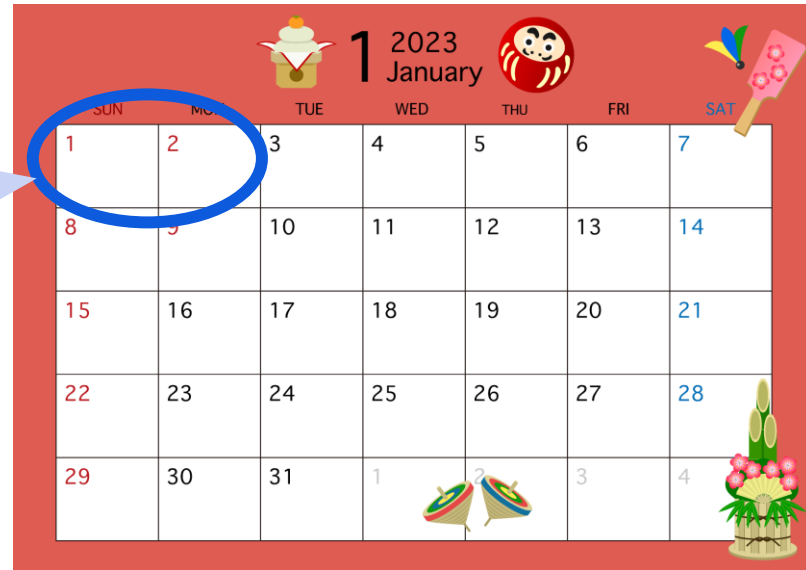 1 2023
January
SUN MON TUE WED THU FRI SAT
1 2 3 4 5 6 7
8 9 10 11 12 13 14
15 16 17 18 19 20 21
22 23 24 25 26 27 28
29 30 31 1 2 3 4